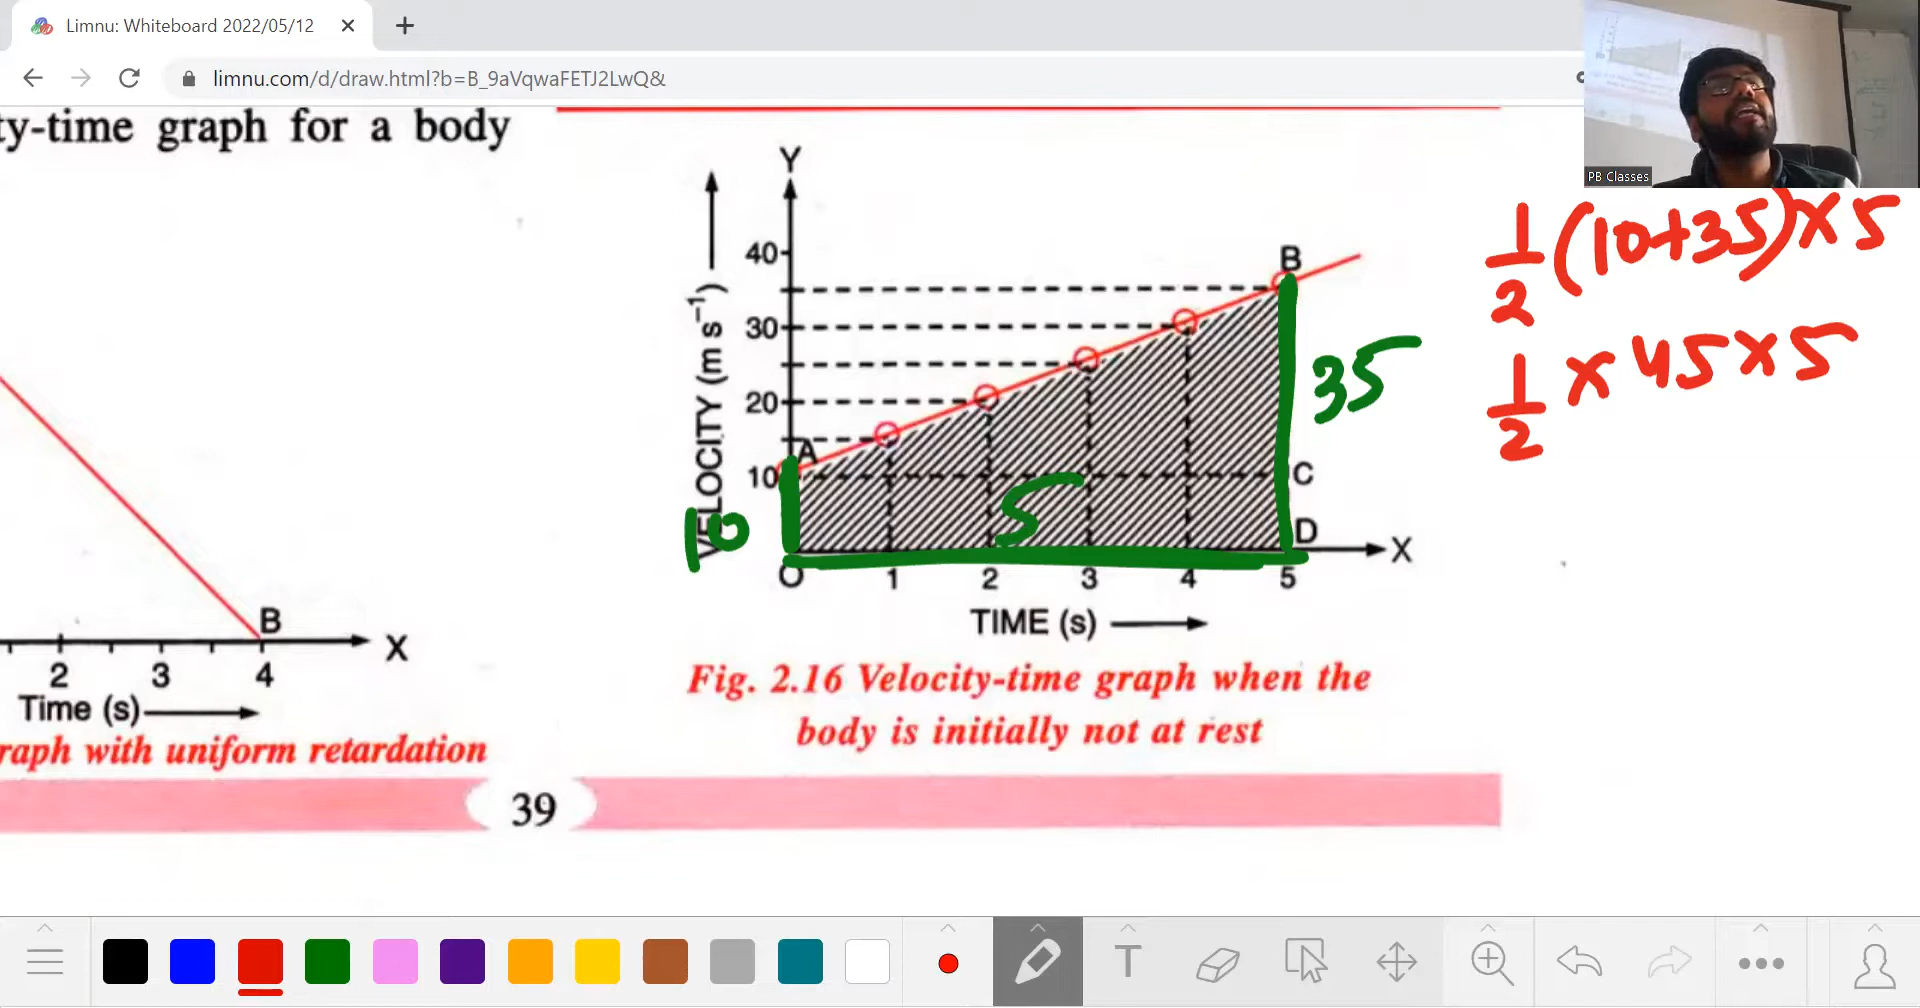 Limnu: Whiteboard 2022/05/12
limnu.com/d/draw.html?b=B_9aVqwaFETJ2LwQ&
PB Classes
ty-time graph for a body
B
X
2 3 4
Time (s)
raph with uniform retardation
Y
VELOCITY (m s⁻¹)
40
30
20
10
A
B
C
D
X
O 1 2 3 4 5
TIME (s)
10
5
35
Fig. 2.16 Velocity-time graph when the
body is initially not at rest
39
1/2 (10+35) × 5
1/2 × 45 × 5
T